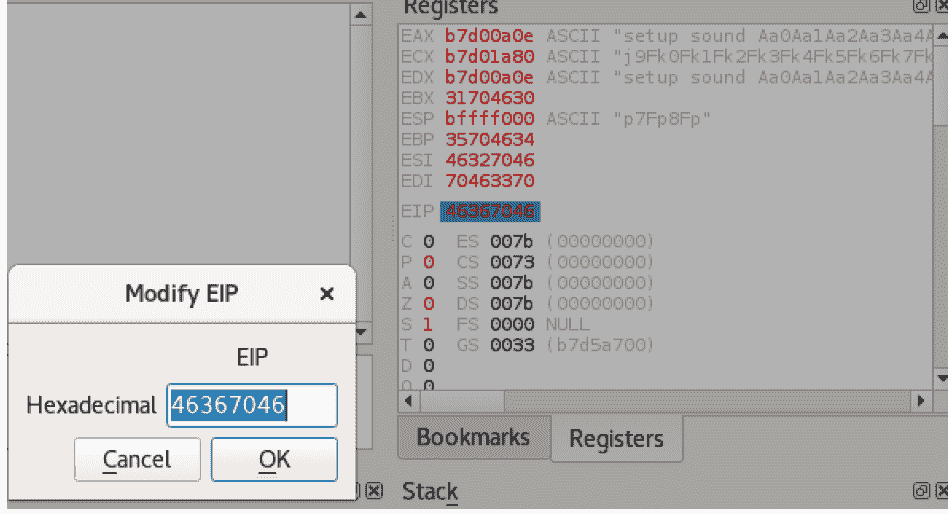 Registers
EAX b7d00a0e ASCII "setup sound Aa0Aa1Aa2Aa3Aa4A
ECX b7d01a80 ASCII "j9Fk0Fk1Fk2Fk3Fk4Fk5Fk6Fk7Fk
EDX b7d00a0e ASCII "setup sound Aa0Aa1Aa2Aa3Aa4A
EBX 31704630
ESP bffff000 ASCII "p7Fp8Fp"
EBP 35704634
ESI 46327046
EDI 70463370
EIP 46367046
C 0 ES 007b (00000000)
P 0 CS 0073 (00000000)
A 0 SS 007b (00000000)
Z 0 DS 007b (00000000)
S 1 FS 0000 NULL
T 0 GS 0033 (b7d5a700)
D 0
O 0
Modify EIP
EIP
Hexadecimal 46367046
Cancel OK
Bookmarks Registers
Stack